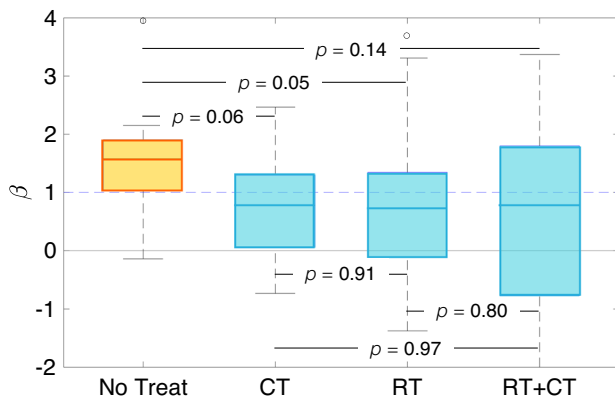 4
p = 0.14
3
p = 0.05
p = 0.06
2
β
1
0
p = 0.91
-1
p = 0.80
p = 0.97
-2
No Treat CT RT RT+CT